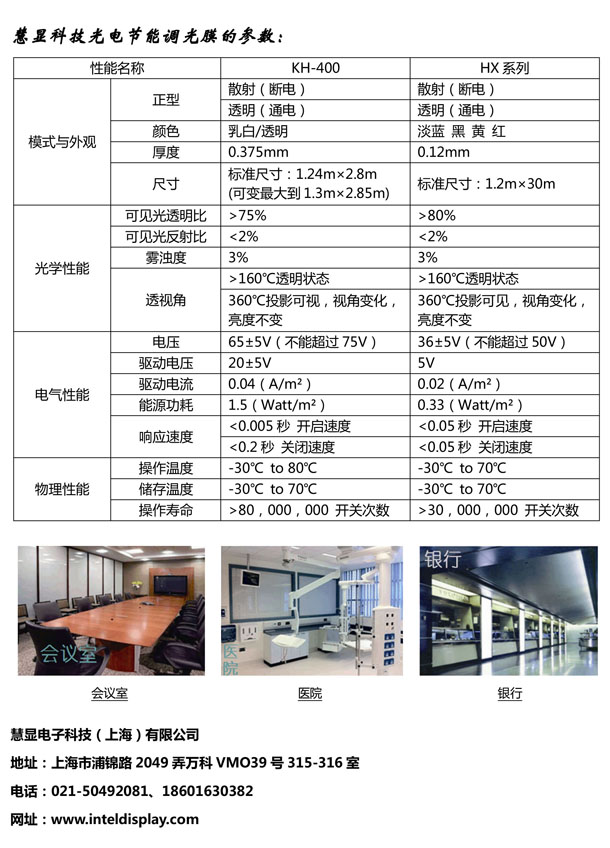 慧显科技光电节能调光膜的参数：
性能名称 KH-400 HX 系列
模式与外观 正型 散射（断电） 散射（断电）
透明（通电） 透明（通电）
颜色 乳白/透明 淡蓝 黑 黄 红
厚度 0.375mm 0.12mm
尺寸 标准尺寸：1.24m×2.8m 标准尺寸：1.2m×30m
(可变最大到 1.3m×2.85m)
光学性能 可见光透明比 >75% >80%
可见光反射比 <2% <2%
雾浊度 3% 3%
透视角 >160℃透明状态 >160℃透明状态
360℃投影可视，视角变化， 360℃投影可见，视角变化，
亮度不变 亮度不变
电气性能 电压 65±5V（不能超过 75V） 36±5V（不能超过 50V）
驱动电压 20±5V 5V
驱动电流 0.04（A/m²） 0.02（A/m²）
能源功耗 1.5（Watt/m²） 0.33（Watt/m²）
响应速度 <0.005 秒 开启速度 <0.05 秒 开启速度
<0.2 秒 关闭速度 <0.05 秒 关闭速度
物理性能 操作温度 -30℃ to 80℃ -30℃ to 70℃
储存温度 -30℃ to 70℃ -30℃ to 70℃
操作寿命 >80，000，000 开关次数 >30，000，000 开关次数
会议室
医院
银行
会议室 医院 银行
慧显电子科技（上海）有限公司
地址：上海市浦锦路 2049 弄万科 VMO39 号 315-316 室
电话：021-50492081、18601630382
网址：www.inteldisplay.com